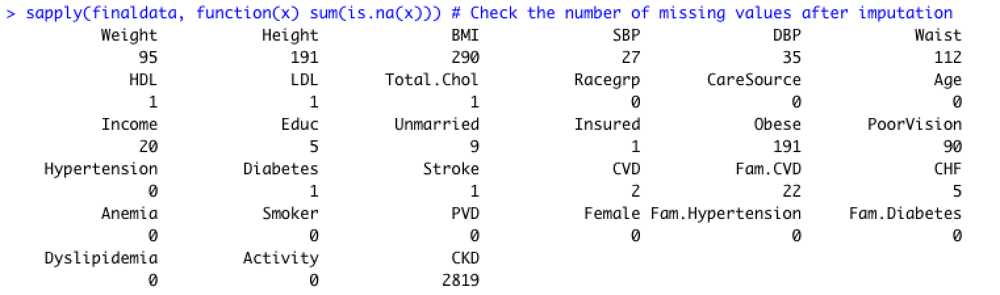 > sapply(finaldata, function(x) sum(is.na(x))) # Check the number of missing values after imputation
Weight Height BMI SBP DBP Waist
95 191 290 27 35 112
HDL LDL Total.Chol Racegrp CareSource Age
1 1 1 0 0 0
Income Educ Unmarried Insured Obese PoorVision
20 5 9 1 191 90
Hypertension Diabetes Stroke CVD Fam.CVD CHF
0 1 1 2 22 5
Anemia Smoker PVD Female Fam.Hypertension Fam.Diabetes
0 0 0 0 0 0
Dyslipidemia Activity CKD
0 0 2819